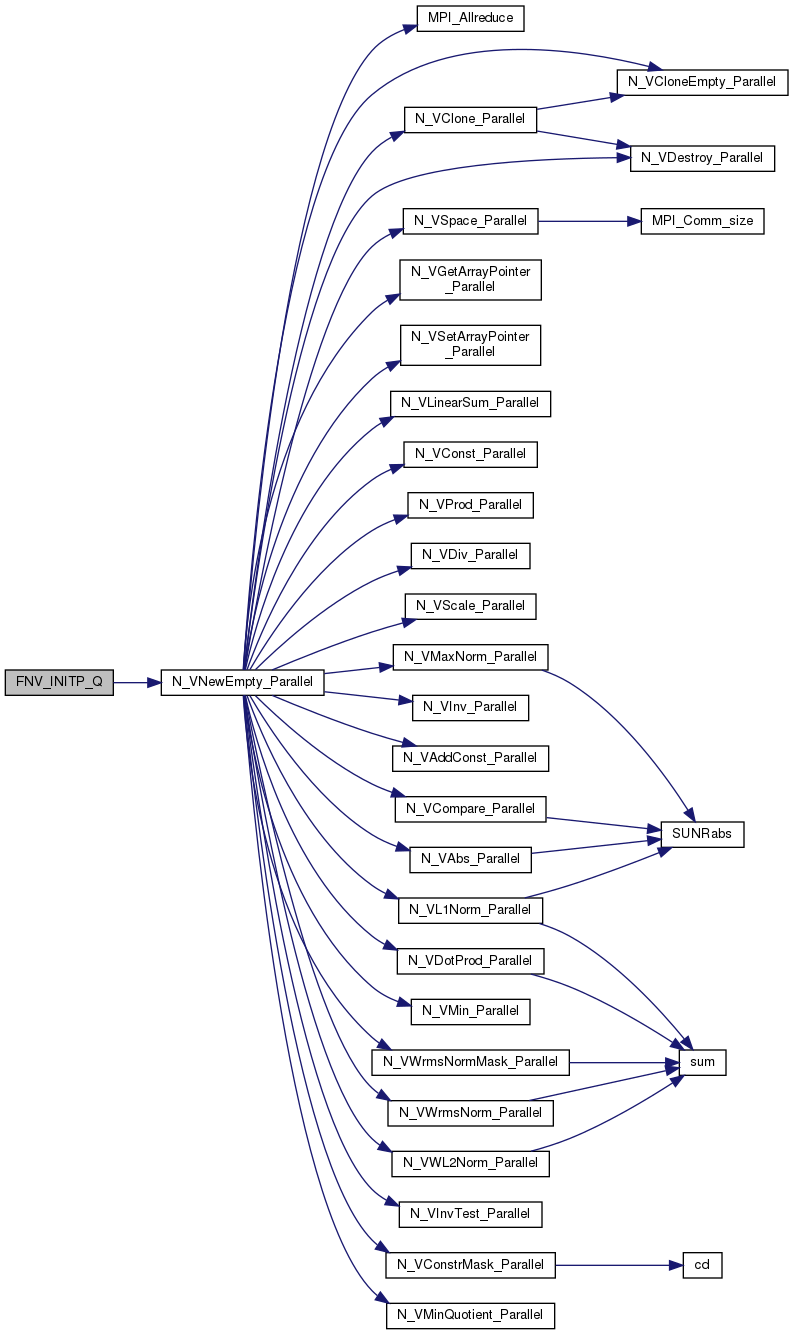 MPI_Allreduce
N_VCloneEmpty_Parallel
N_VClone_Parallel
N_VDestroy_Parallel
N_VSpace_Parallel
MPI_Comm_size
N_VGetArrayPointer
_Parallel
N_VSetArrayPointer
_Parallel
N_VLinearSum_Parallel
N_VConst_Parallel
N_VProd_Parallel
N_VDiv_Parallel
N_VScale_Parallel
N_VMaxNorm_Parallel
FNV_INITP_Q
N_VNewEmpty_Parallel
N_VInv_Parallel
N_VAddConst_Parallel
N_VCompare_Parallel
SUNRabs
N_VAbs_Parallel
N_VL1Norm_Parallel
N_VDotProd_Parallel
N_VMin_Parallel
N_VWrmsNormMask_Parallel
sum
N_VWrmsNorm_Parallel
N_VWL2Norm_Parallel
N_VInvTest_Parallel
N_VConstrMask_Parallel
cd
N_VMinQuotient_Parallel